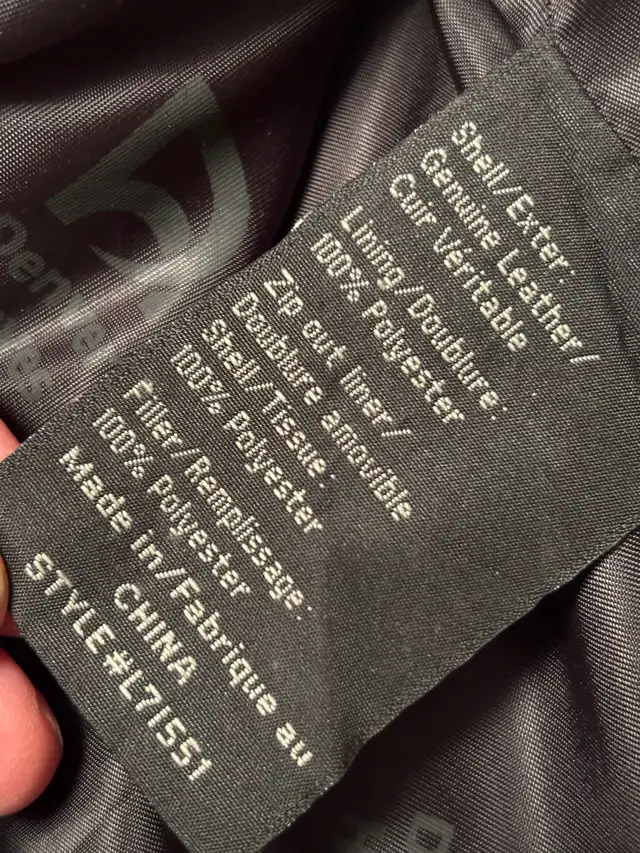 Shell/Exter:
Genuine Leather/
Cuir Véritable
Lining/Doublure:
100% Polyester
Zip out liner/
Doublure amovible
Shell/Tissue:
100% Polyester
Filler/Remplissage:
100% Polyester
Made in/Fabrique au
CHINA
STYLE#L71551